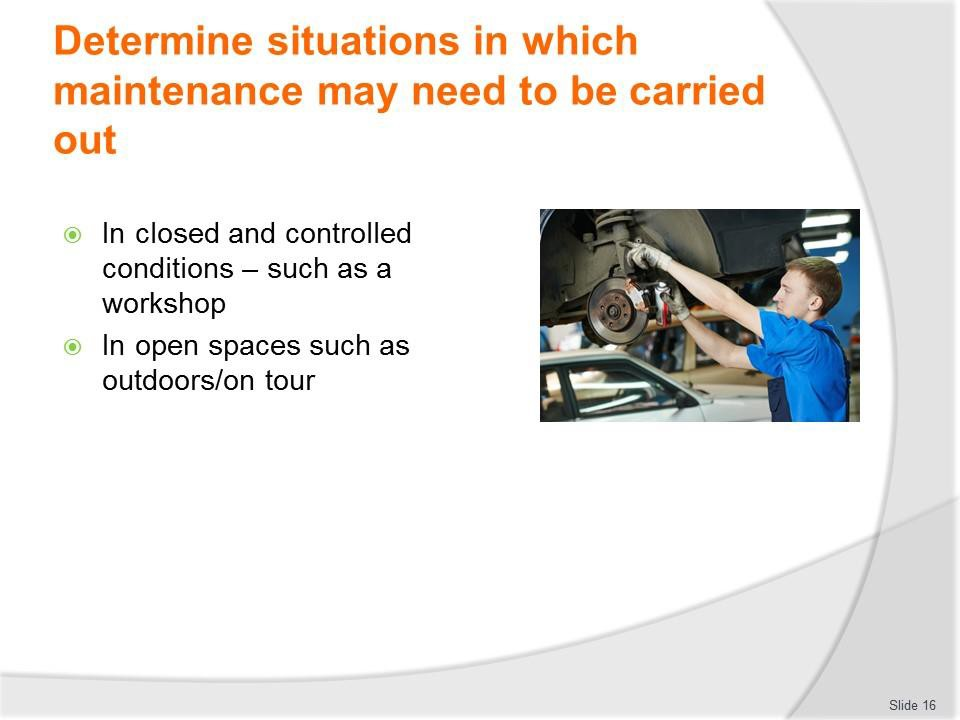 Determine situations in which
maintenance may need to be carried
out
In closed and controlled
conditions – such as a
workshop
In open spaces such as
outdoors/on tour
Slide 16